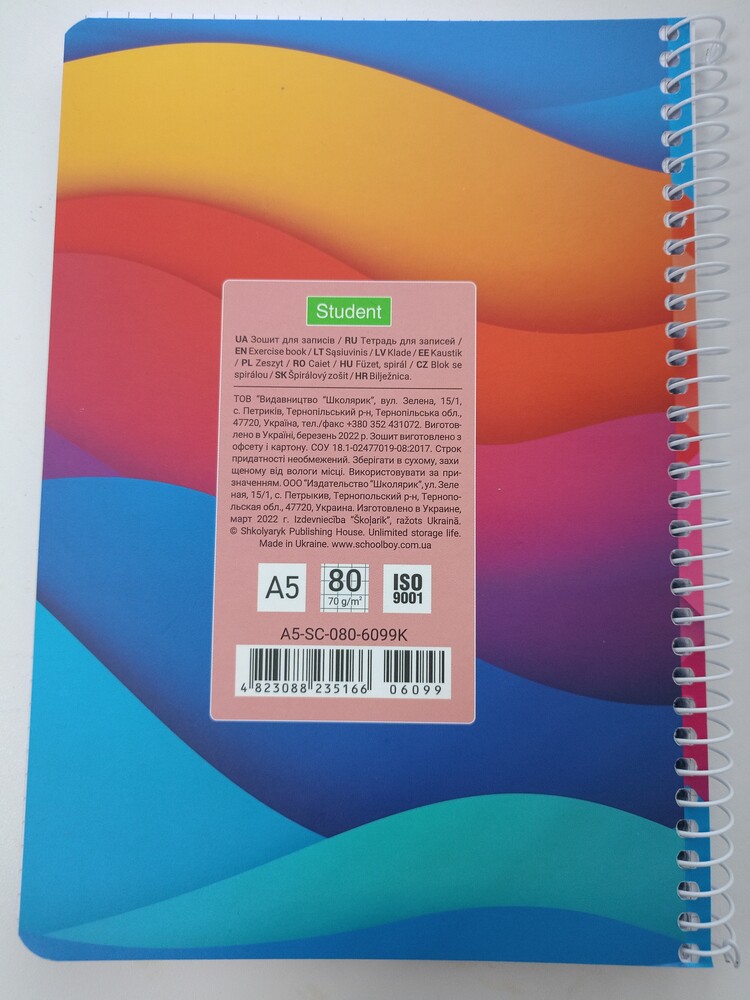 Student
UA Зошит для записів / RU Тетрадь для записей /
EN Exercise book / LT Sąsiuvinis / LV Klade / EE Kaustik
/ PL Zeszyt / RO Caiet / HU Füzet, spirál / CZ Blok se
spirálou / SK Špirálový zošit / HR Bilježnica.
ТОВ "Видавництво "Школярик", вул. Зелена, 15/1,
с. Петриків, Тернопільський р-н, Тернопільська обл.,
47720, Україна, тел./факс +380 352 431072. Виготов-
лено в Україні, березень 2022 р. Зошит виготовлено з
офсету і картону. СОУ 18.1-02477019-08:2017. Строк
придатності необмежений. Зберігати в сухому, захи-
щеному від вологи місці. Використовувати за при-
значенням. ООО "Издательство "Школярик", ул. Зеле-
ная, 15/1, с. Петрыкив, Тернопольский р-н, Тернопо-
льская обл., 47720, Украина. Изготовлено в Украине,
март 2022 г. Izdevniecība "Škoļarik", ražots Ukrainā.
© Shkolyaryk Publishing House. Unlimited storage life.
Made in Ukraine. www.schoolboy.com.ua
A5 80 ISO
70 g/m² 9001
A5-SC-080-6099K
4 823088 235166 06099